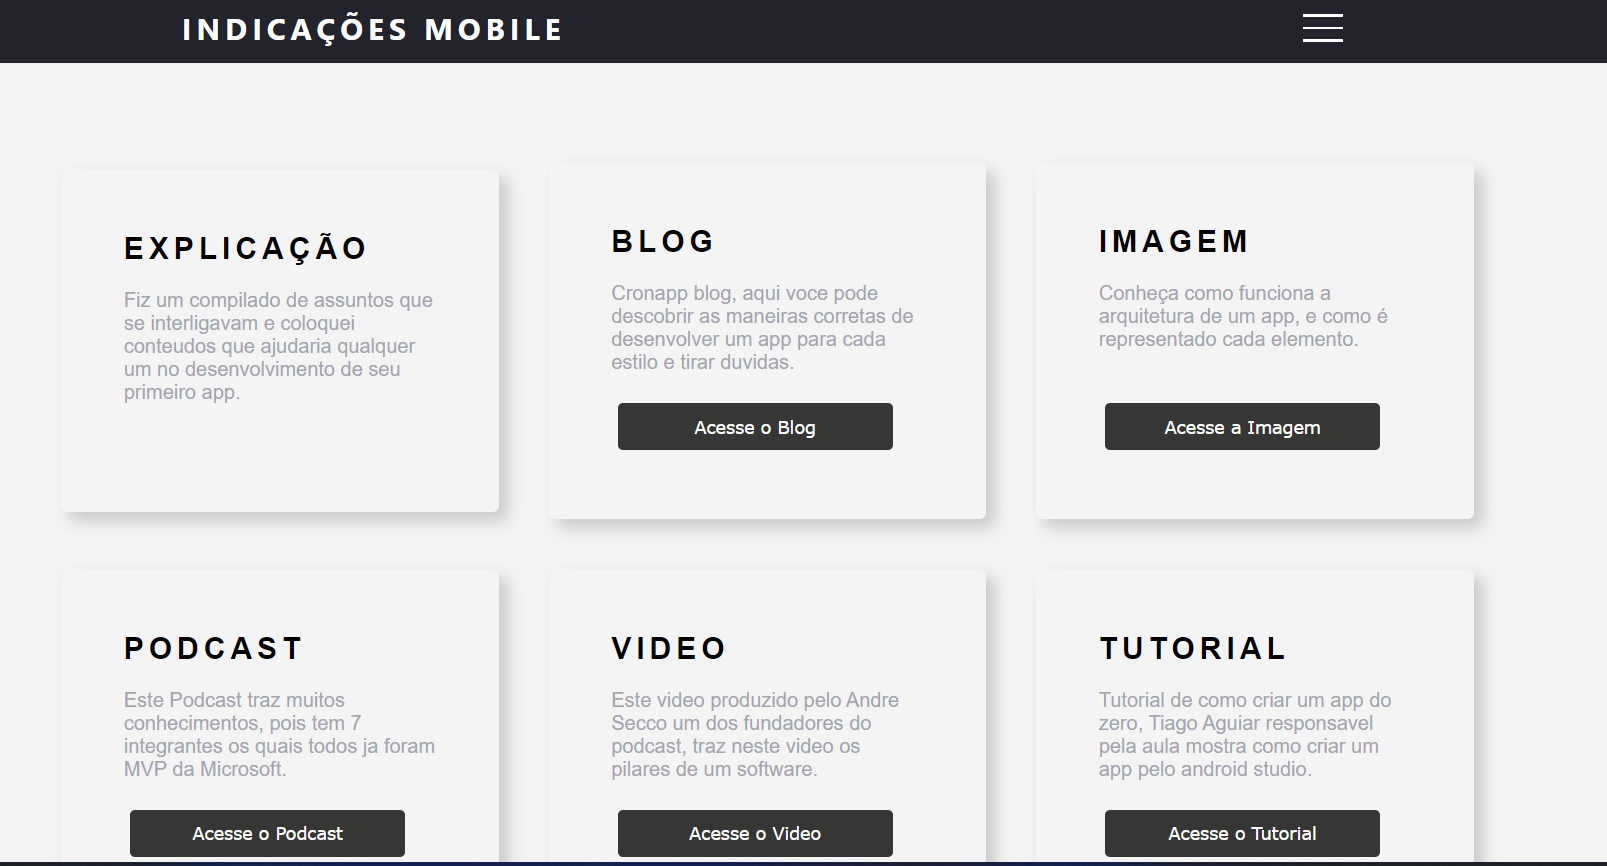 INDICAÇÕES MOBILE
EXPLICAÇÃO
Fiz um compilado de assuntos que
se interligavam e coloquei
conteudos que ajudaria qualquer
um no desenvolvimento de seu
primeiro app.
BLOG
Cronapp blog, aqui voce pode
descobrir as maneiras corretas de
desenvolver um app para cada
estilo e tirar duvidas.
Acesse o Blog
IMAGEM
Conheça como funciona a
arquitetura de um app, e como é
representado cada elemento.
Acesse a Imagem
PODCAST
Este Podcast traz muitos
conhecimentos, pois tem 7
integrantes os quais todos ja foram
MVP da Microsoft.
Acesse o Podcast
VIDEO
Este video produzido pelo Andre
Secco um dos fundadores do
podcast, traz neste video os
pilares de um software.
Acesse o Video
TUTORIAL
Tutorial de como criar um app do
zero, Tiago Aguiar responsavel
pela aula mostra como criar um
app pelo android studio.
Acesse o Tutorial